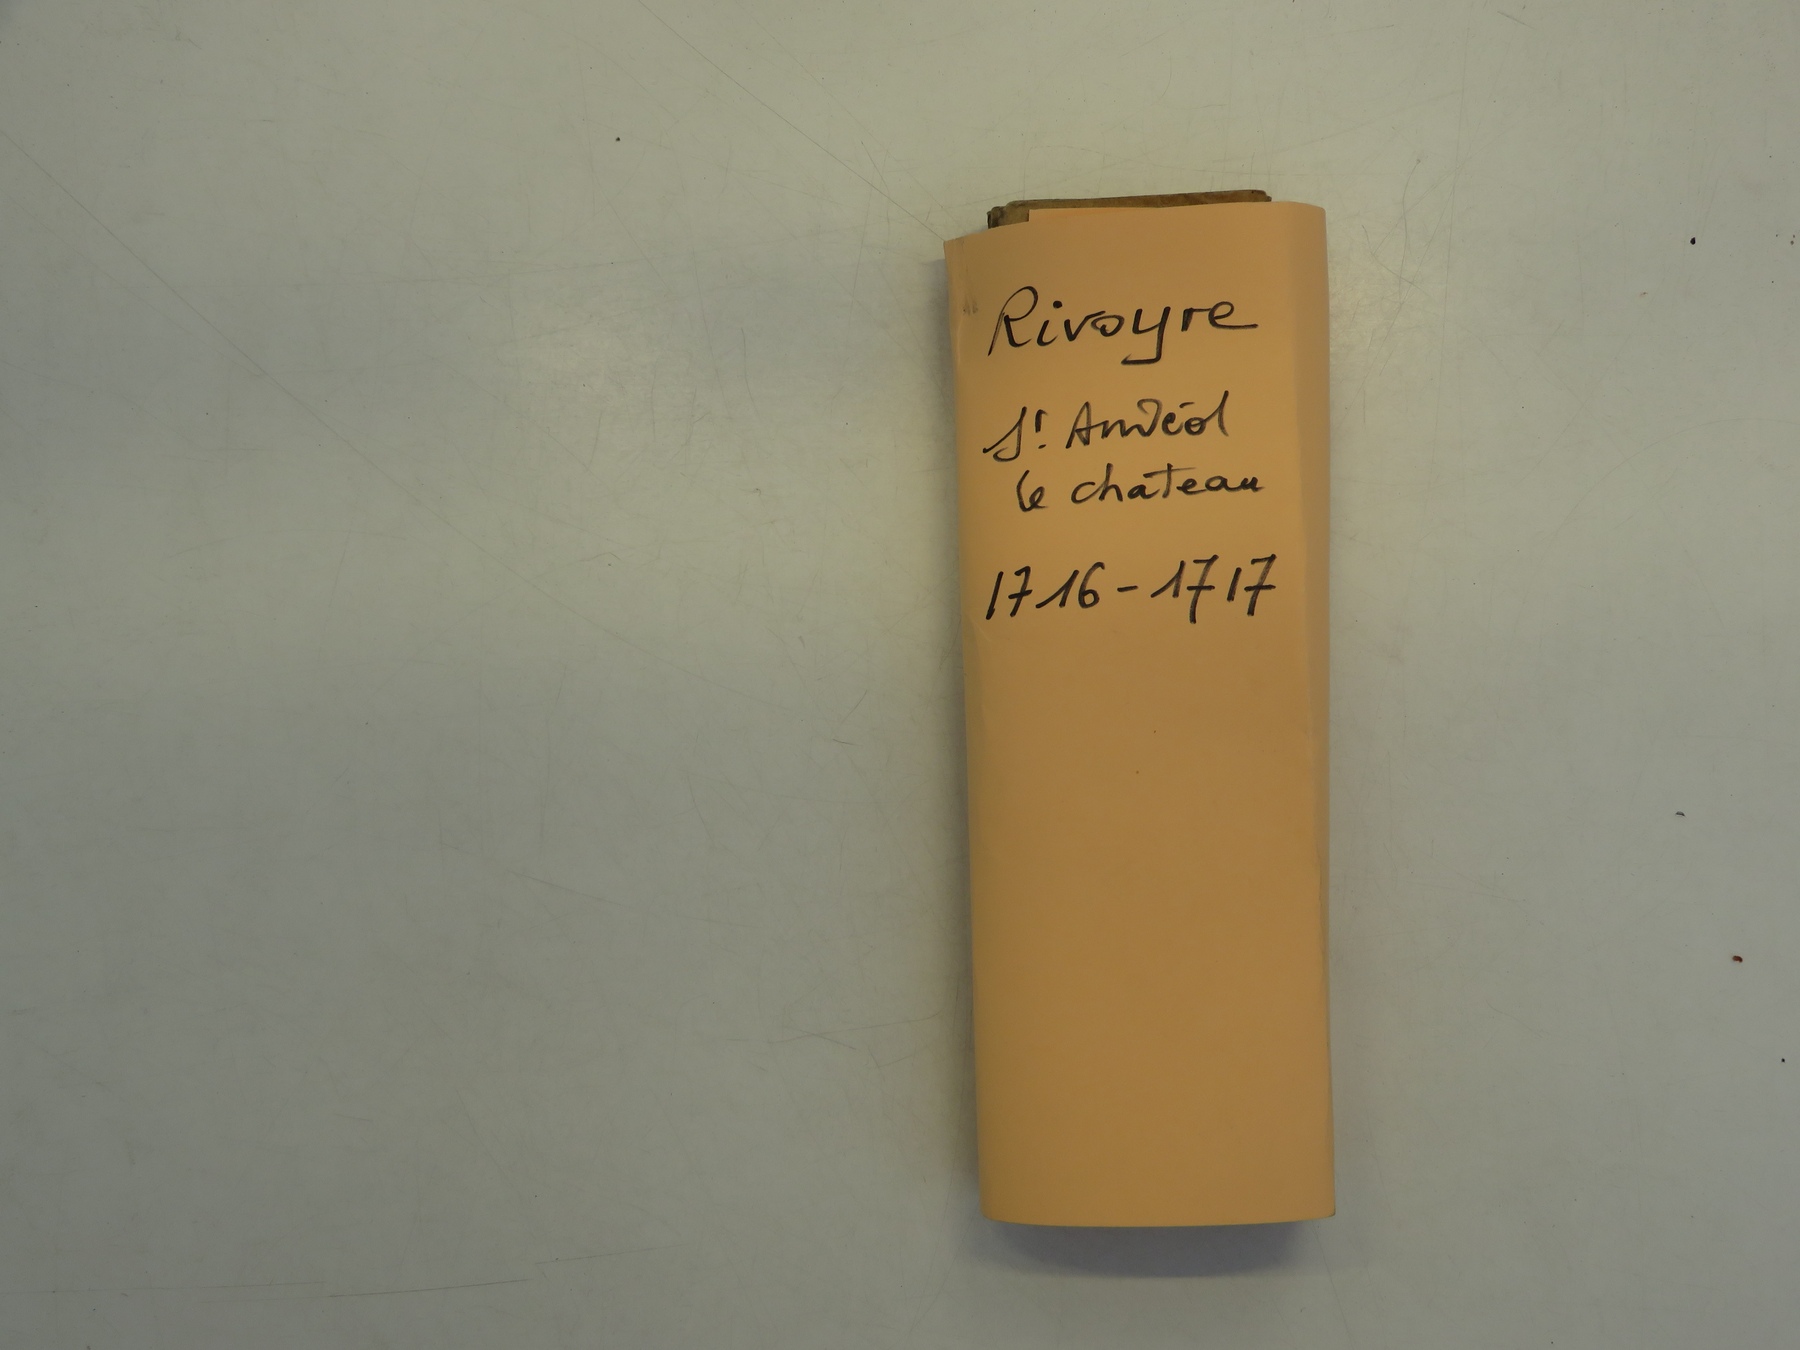 Rivoyre
St Andéol
le chateau
1716-1717